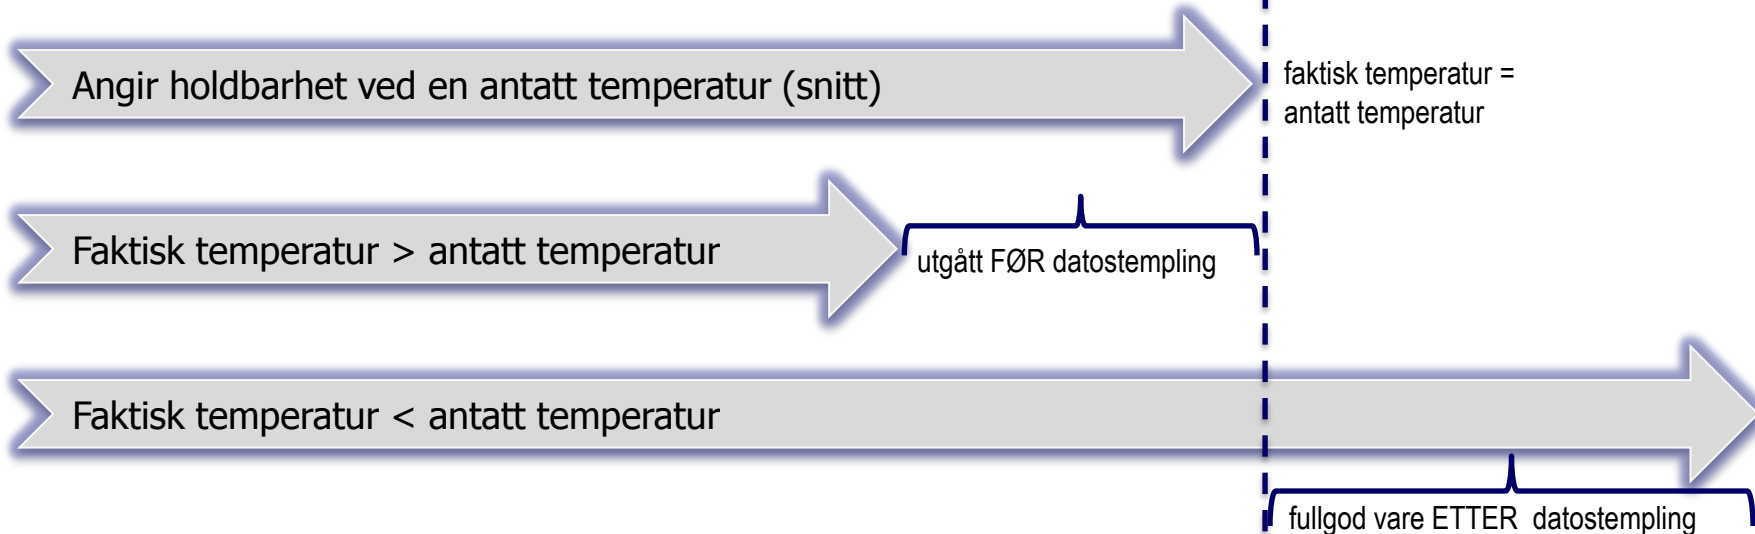 Angir holdbarhet ved en antatt temperatur (snitt)
faktisk temperatur =
antatt temperatur
Faktisk temperatur > antatt temperatur
utgått FØR datostempling
Faktisk temperatur < antatt temperatur
fullgod vare ETTER datostempling